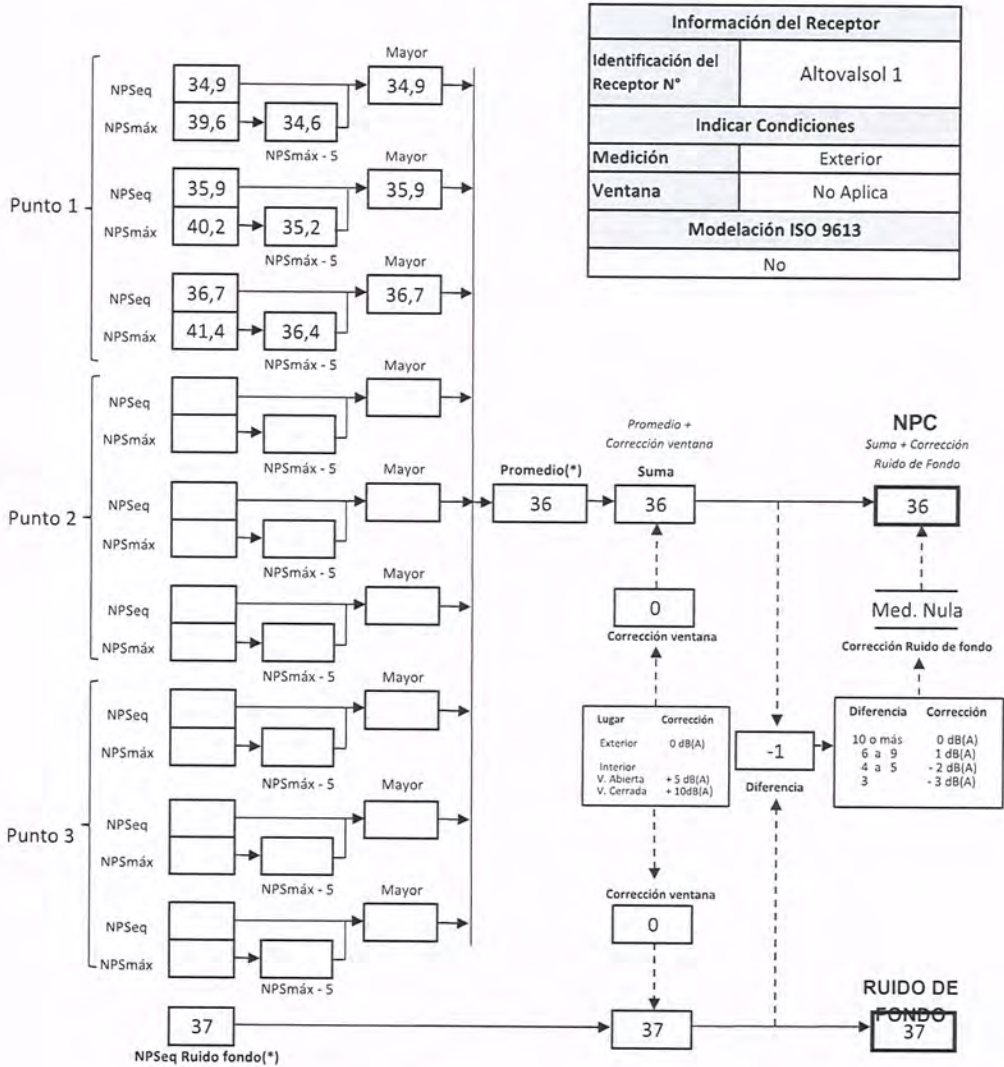 Información del Receptor
Identificación del Receptor N°
Altovalsol 1
Indicar Condiciones
Medición Exterior
Ventana No Aplica
Modelación ISO 9613
No
Punto 1
Mayor
NPSeq 34,9 34,9
NPSmáx 39,6 34,6
NPSmáx - 5
Mayor
NPSeq 35,9 35,9
NPSmáx 40,2 35,2
NPSmáx - 5
Mayor
NPSeq 36,7 36,7
NPSmáx 41,4 36,4
NPSmáx - 5
Punto 2
Mayor
NPSeq
NPSmáx
NPSmáx - 5
Mayor
NPSeq
NPSmáx
NPSmáx - 5
Mayor
NPSeq
NPSmáx
NPSmáx - 5
Punto 3
Mayor
NPSeq
NPSmáx
NPSmáx - 5
Mayor
NPSeq
NPSmáx
NPSmáx - 5
Mayor
NPSeq
NPSmáx
NPSmáx - 5
Promedio(*)
36
Promedio +
Corrección ventana
Suma
36
NPC
Suma + Corrección
Ruido de Fondo
36
0
Corrección ventana
Med. Nula
Corrección Ruido de fondo
Lugar Corrección
Exterior 0 dB(A)
Interior
V. Abierta + 5 dB(A)
V. Cerrada + 10dB(A)
-1
Diferencia
Diferencia Corrección
10 o más 0 dB(A)
6 a 9 1 dB(A)
4 a 5 - 2 dB(A)
3 - 3 dB(A)
Corrección ventana
0
37
NPSeq Ruido fondo(*)
37
RUIDO DE
FONDO
37